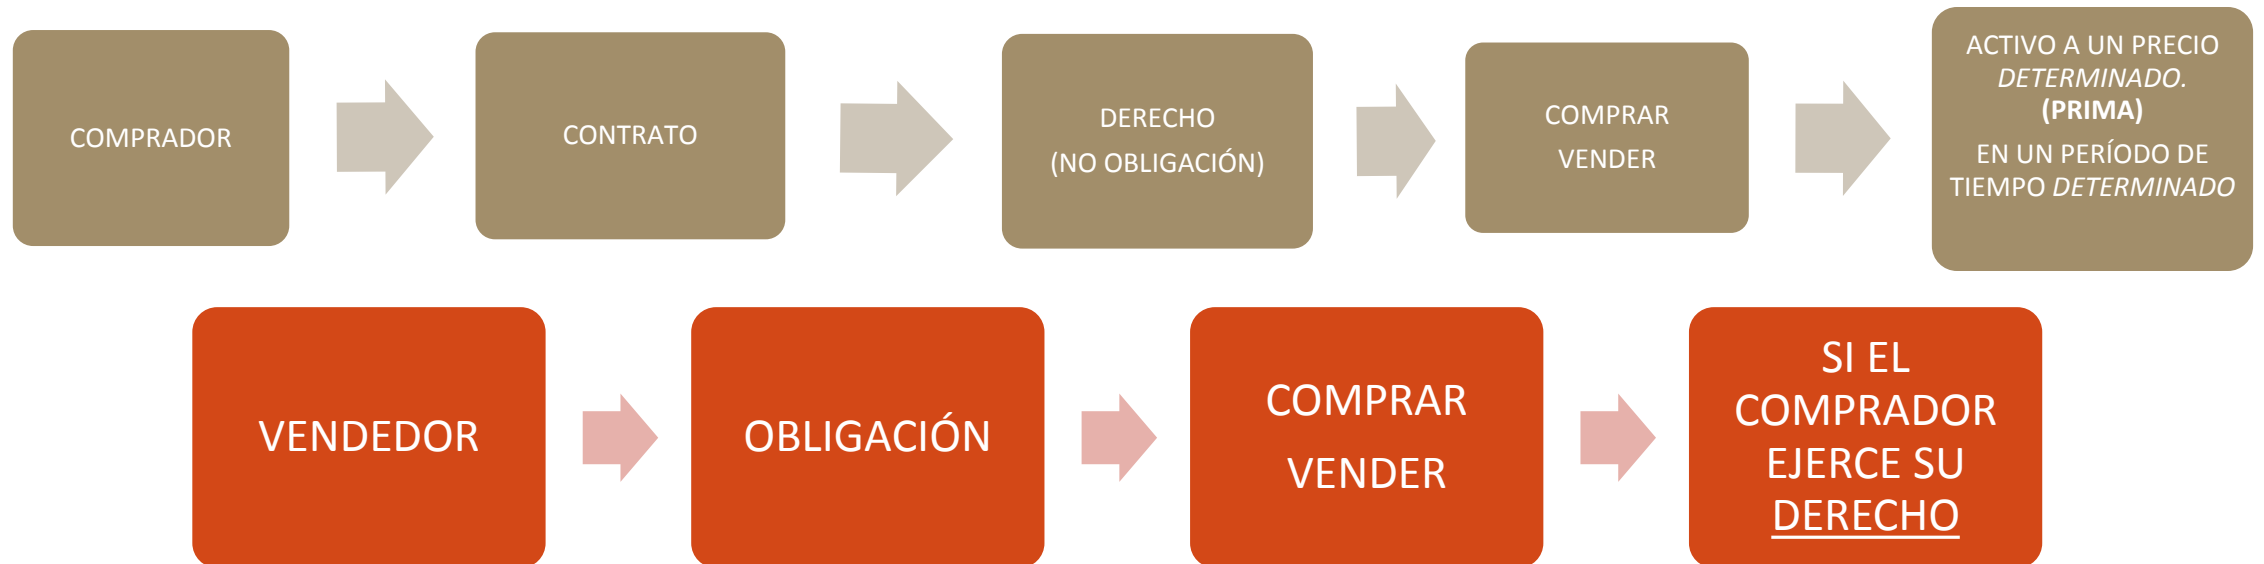 COMPRADOR
CONTRATO
DERECHO
(NO OBLIGACIÓN)
COMPRAR
VENDER
ACTIVO A UN PRECIO
DETERMINADO.
(PRIMA)
EN UN PERÍODO DE
TIEMPO DETERMINADO
VENDEDOR
OBLIGACIÓN
COMPRAR
VENDER
SI EL
COMPRADOR
EJERCE SU
DERECHO